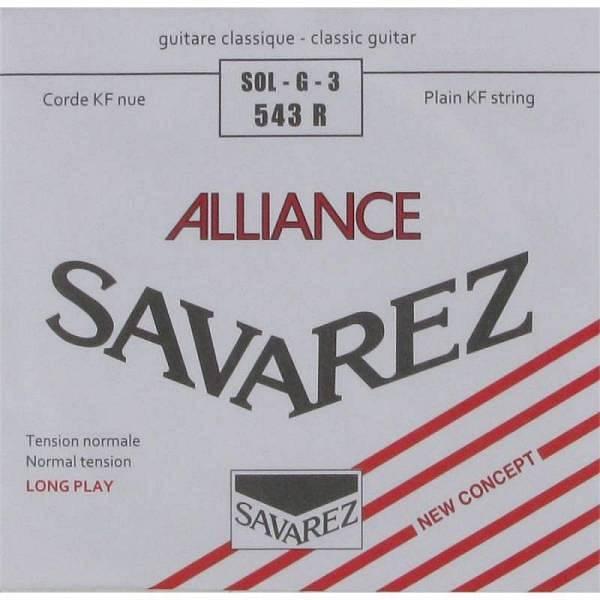 guitare classique - classic guitar
SOL - G - 3
543 R
Corde KF nue
Plain KF string
ALLIANCE
SAVAREZ
Tension normale
Normal tension
LONG PLAY
NEW CONCEPT
SAVAREZ